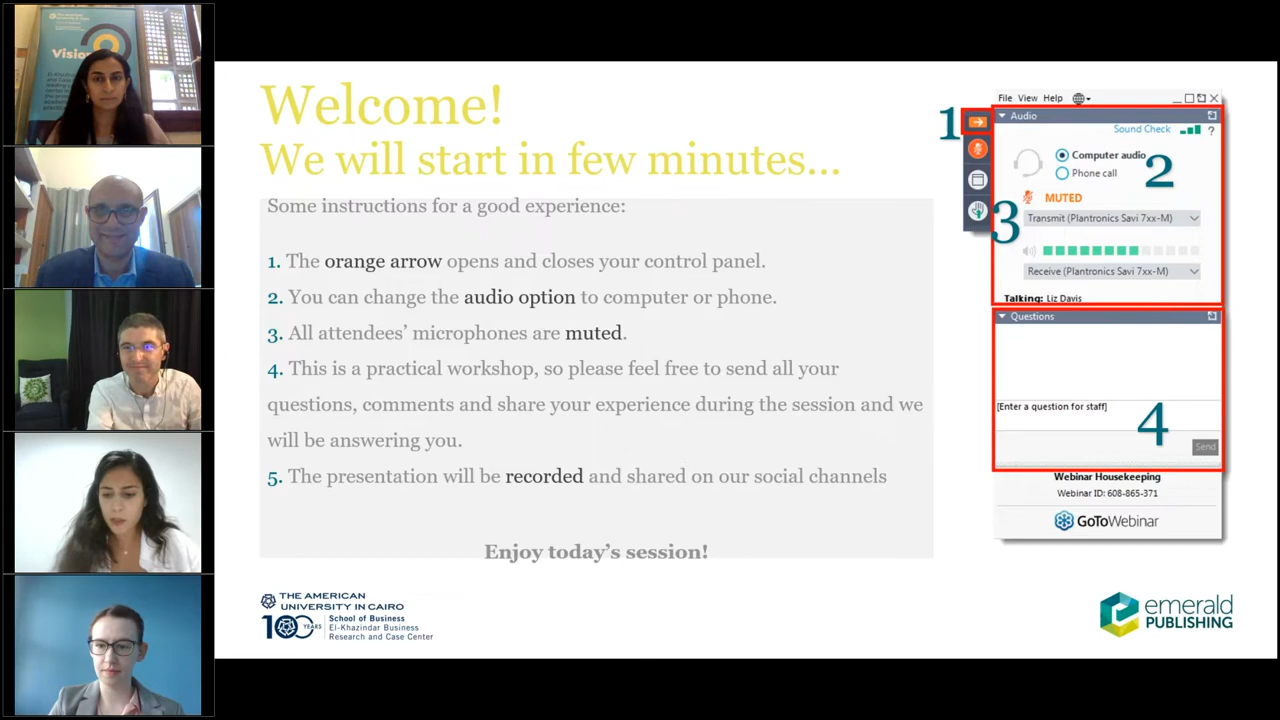 Vision
Welcome!
We will start in few minutes...
Some instructions for a good experience:
1. The orange arrow opens and closes your control panel.
2. You can change the audio option to computer or phone.
3. All attendees’ microphones are muted.
4. This is a practical workshop, so please feel free to send all your
questions, comments and share your experience during the session and we
will be answering you.
5. The presentation will be recorded and shared on our social channels
Enjoy today’s session!
THE AMERICAN
UNIVERSITY IN CAIRO
100 YEARS
School of Business
El-Khazindar Business
Research and Case Center
File View Help
1
Audio
Sound Check ?
Computer audio
2
Phone call
MUTED
3
Transmit (Plantronics Savi 7xx-M)
Receive (Plantronics Savi 7xx-M)
Talking: Liz Davis
Questions
[Enter a question for staff]
4
Send
Webinar Housekeeping
Webinar ID: 608-865-371
GoToWebinar
emerald
PUBLISHING